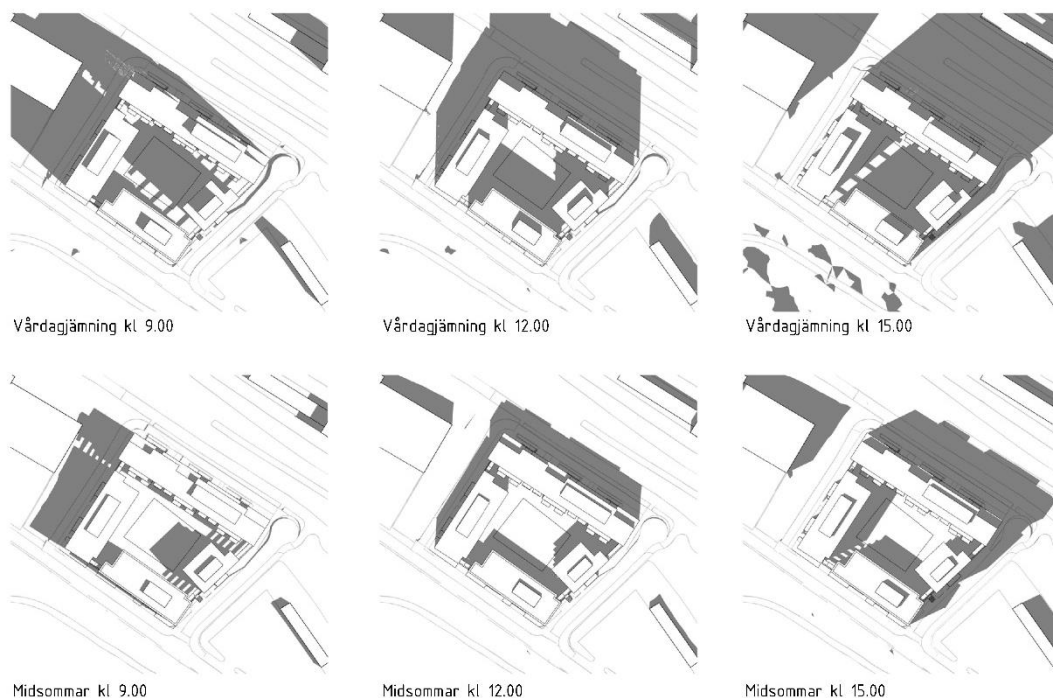 Vårdagjämning kl 9.00
Vårdagjämning kl 12.00
Vårdagjämning kl 15.00
Midsommar kl 9.00
Midsommar kl 12.00
Midsommar kl 15.00